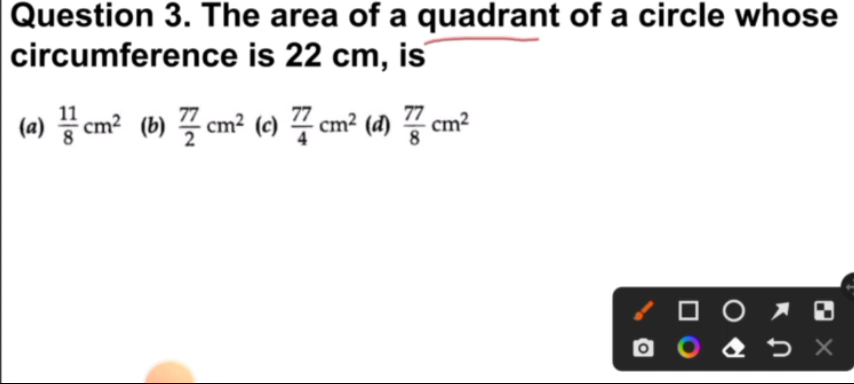 Question 3. The area of a quadrant of a circle whose
circumference is 22 cm, is
(a) 11/8 cm² (b) 77/2 cm² (c) 77/4 cm² (d) 77/8 cm²